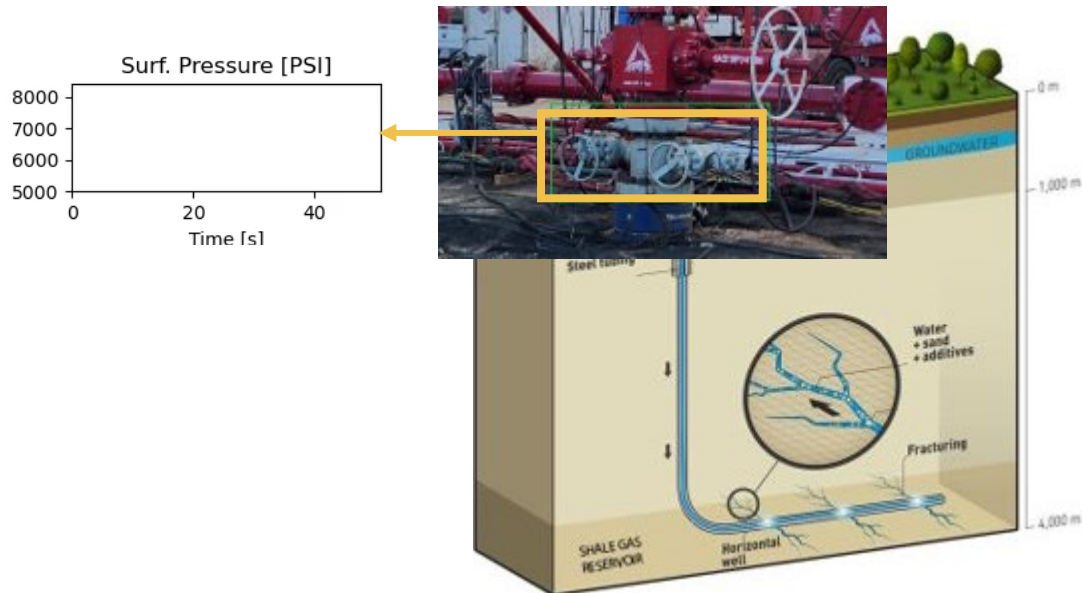 Surf. Pressure [PSI]
8000
7000
6000
5000
0
20
40
Time [s]
0 m
GROUNDWATER
1,000 m
Steel tubing
Water
+ sand
+ additives
Fracturing
SHALE GAS
RESERVOIR
Horizontal
well
4,000 m